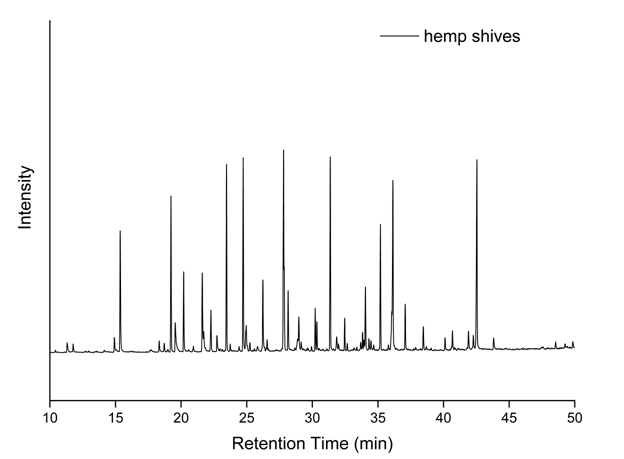 hemp shives
Intensity
10 15 20 25 30 35 40 45 50
Retention Time (min)